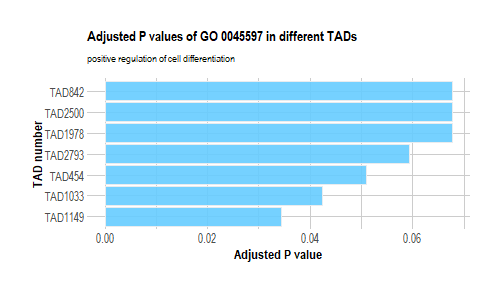 Adjusted P values of GO 0045597 in different TADs
positive regulation of cell differentiation
TAD842
TAD2500
TAD1978
TAD2793
TAD454
TAD1033
TAD1149
TAD number
0.00 0.02 0.04 0.06
Adjusted P value